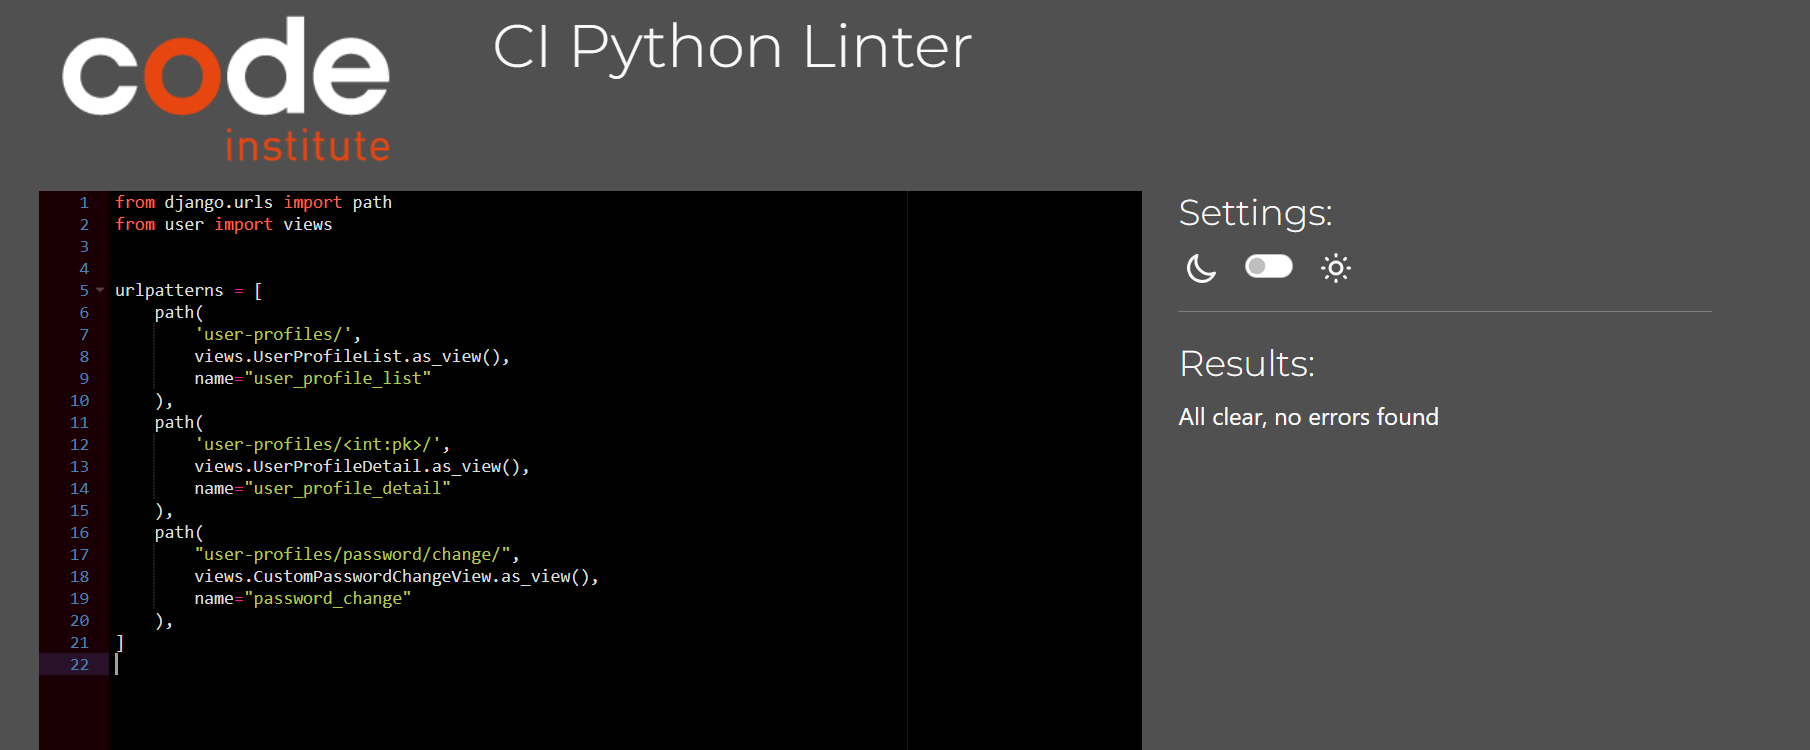 code
institute
CI Python Linter
1 from django.urls import path
2 from user import views
3
4
5 urlpatterns = [
6     path(
7         'user-profiles/',
8         views.UserProfileList.as_view(),
9         name="user_profile_list"
10     ),
11     path(
12         'user-profiles/<int:pk>/',
13         views.UserProfileDetail.as_view(),
14         name="user_profile_detail"
15     ),
16     path(
17         "user-profiles/password/change/",
18         views.CustomPasswordChangeView.as_view(),
19         name="password_change"
20     ),
21 ]
22
Settings:
Results:
All clear, no errors found